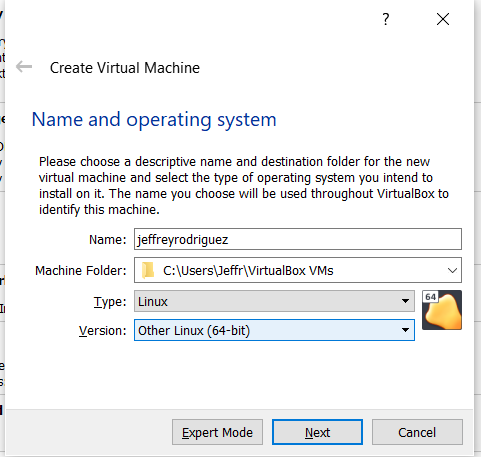 ?
Create Virtual Machine
Name and operating system
Please choose a descriptive name and destination folder for the new
virtual machine and select the type of operating system you intend to
install on it. The name you choose will be used throughout VirtualBox to
identify this machine.
Name: jeffreyrodriguez
Machine Folder: C:\Users\Jeffr\VirtualBox VMs
Type: Linux
64
Version: Other Linux (64-bit)
Expert Mode Next Cancel